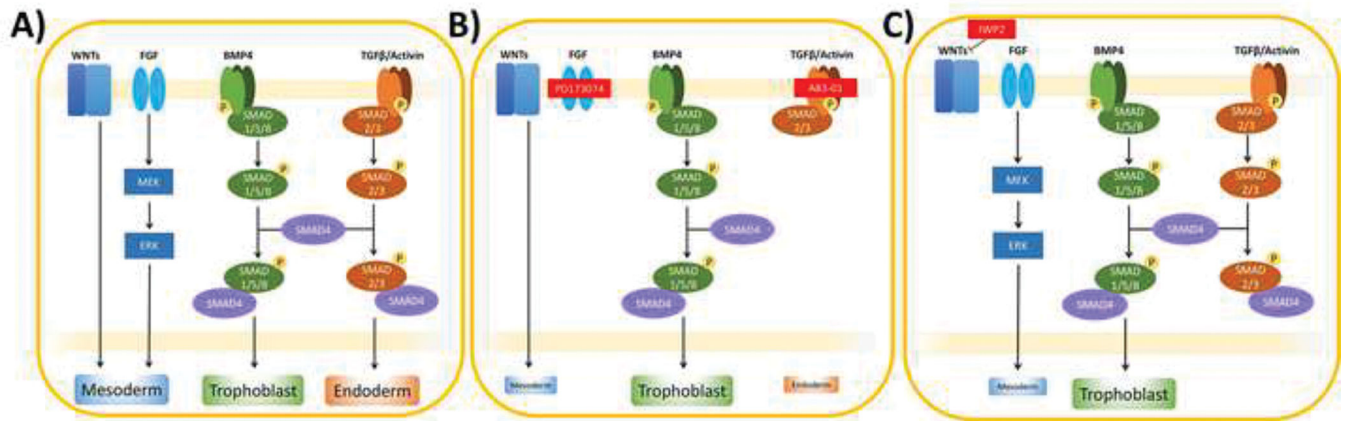 A)
WNTs FGF BMP4 TGFβ/Activin
P P
SMAD
1/5/8
SMAD
2/3
MEK
P
SMAD
1/5/8
P
SMAD
2/3
SMAD4
ERK
P
SMAD
1/5/8
SMAD4
P
SMAD
2/3
SMAD4
Mesoderm Trophoblast Endoderm
B)
WNTs FGF BMP4 TGFβ/Activin
PD173074
A83-01
P P
SMAD
1/5/8
SMAD
2/3
P
SMAD
1/5/8
SMAD4
P
SMAD
1/5/8
SMAD4
Mesoderm Trophoblast Endoderm
C)
IWP2
WNTs FGF BMP4 TGFβ/Activin
P P
SMAD
1/5/8
SMAD
2/3
MEK
P
SMAD
1/5/8
P
SMAD
2/3
SMAD4
ERK
P
SMAD
1/5/8
SMAD4
P
SMAD
2/3
SMAD4
Mesoderm Trophoblast